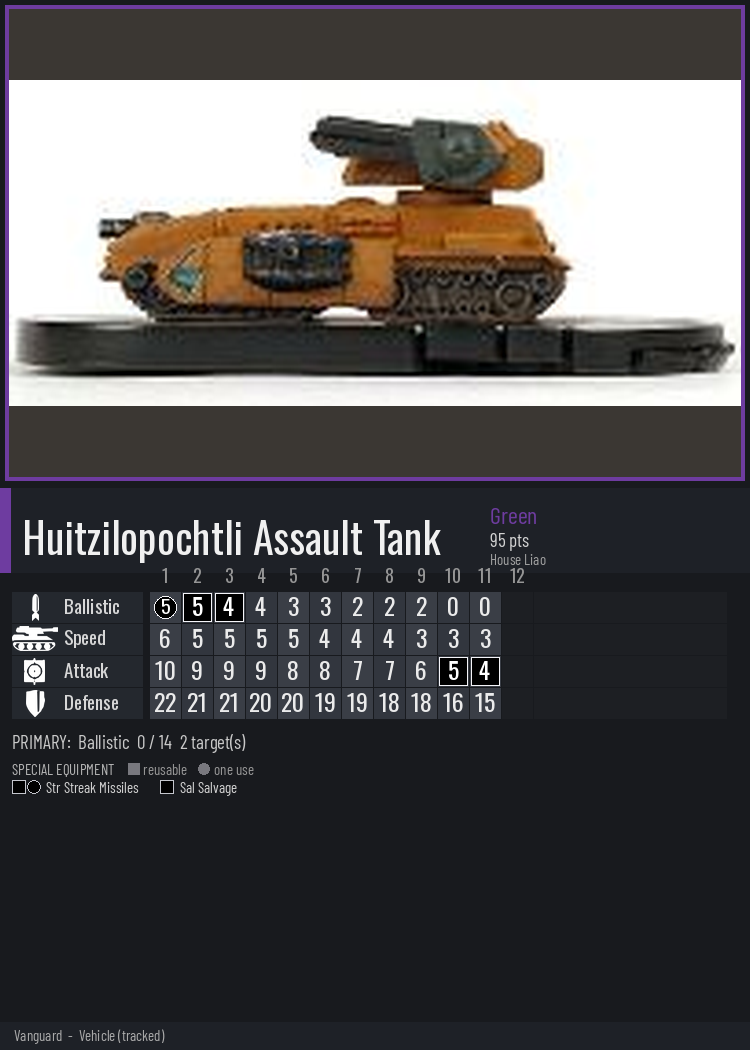 Huitzilopochtli Assault Tank
Green
95 pts
House Liao
1 2 3 4 5 6 7 8 9 10 11 12
Ballistic 5 5 4 4 3 3 2 2 2 0 0
Speed 6 5 5 5 5 4 4 4 3 3 3
Attack 10 9 9 9 8 8 7 7 6 5 4
Defense 22 21 21 20 20 19 19 18 18 16 15
PRIMARY: Ballistic 0 / 14 2 target(s)
SPECIAL EQUIPMENT reusable one use
Str Streak Missiles Sal Salvage
Vanguard - Vehicle (tracked)